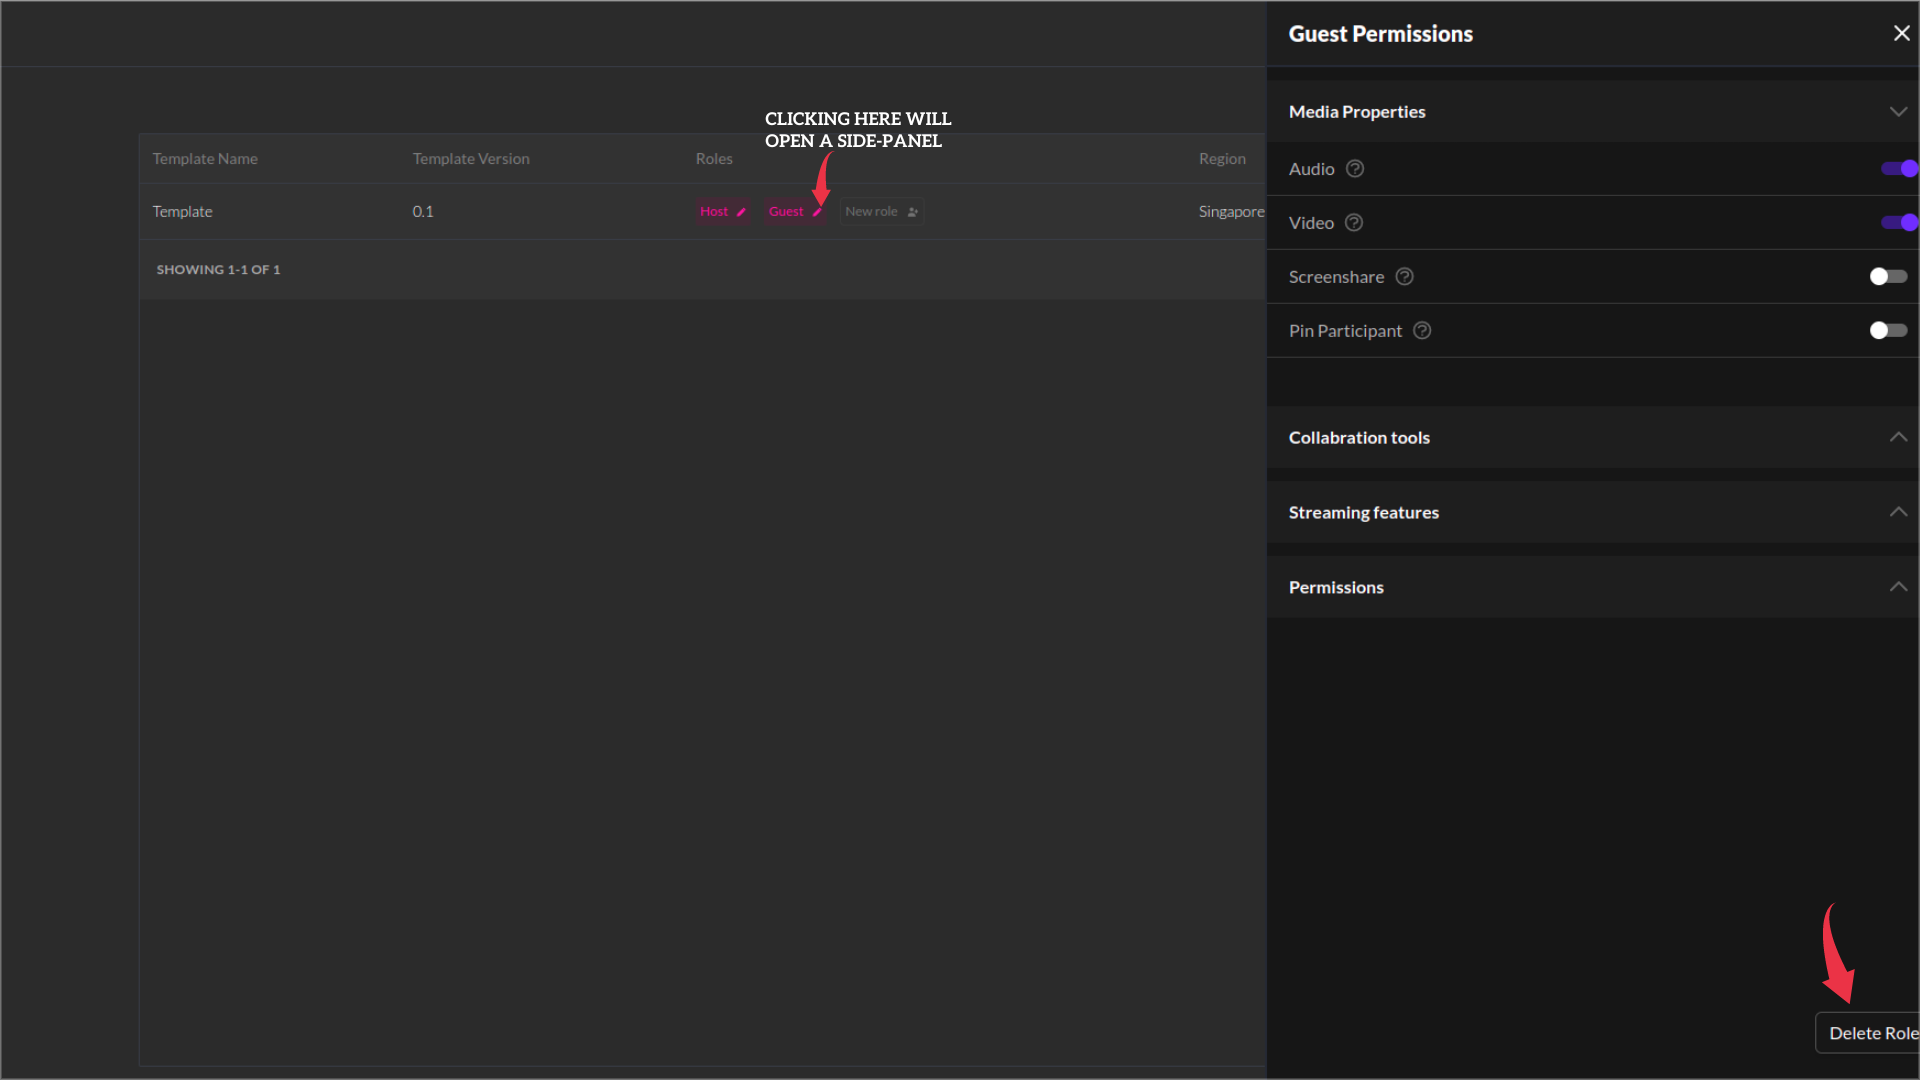 Guest Permissions
Media Properties
CLICKING HERE WILL
OPEN A SIDE-PANEL
Template Name Template Version Roles Region
Audio
Template 0.1 Host Guest New role Singapore
Video
SHOWING 1-1 OF 1
Screenshare
Pin Participant
Collabration tools
Streaming features
Permissions
Delete Role